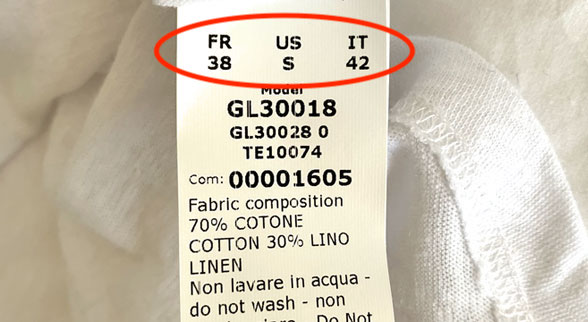 FR US IT
38 S 42
Model
GL30018
GL30028 0
TE10074
Com: 00001605
Fabric composition
70% COTONE
COTTON 30% LINO
LINEN
Non lavare in acqua -
do not wash - non
Do Not